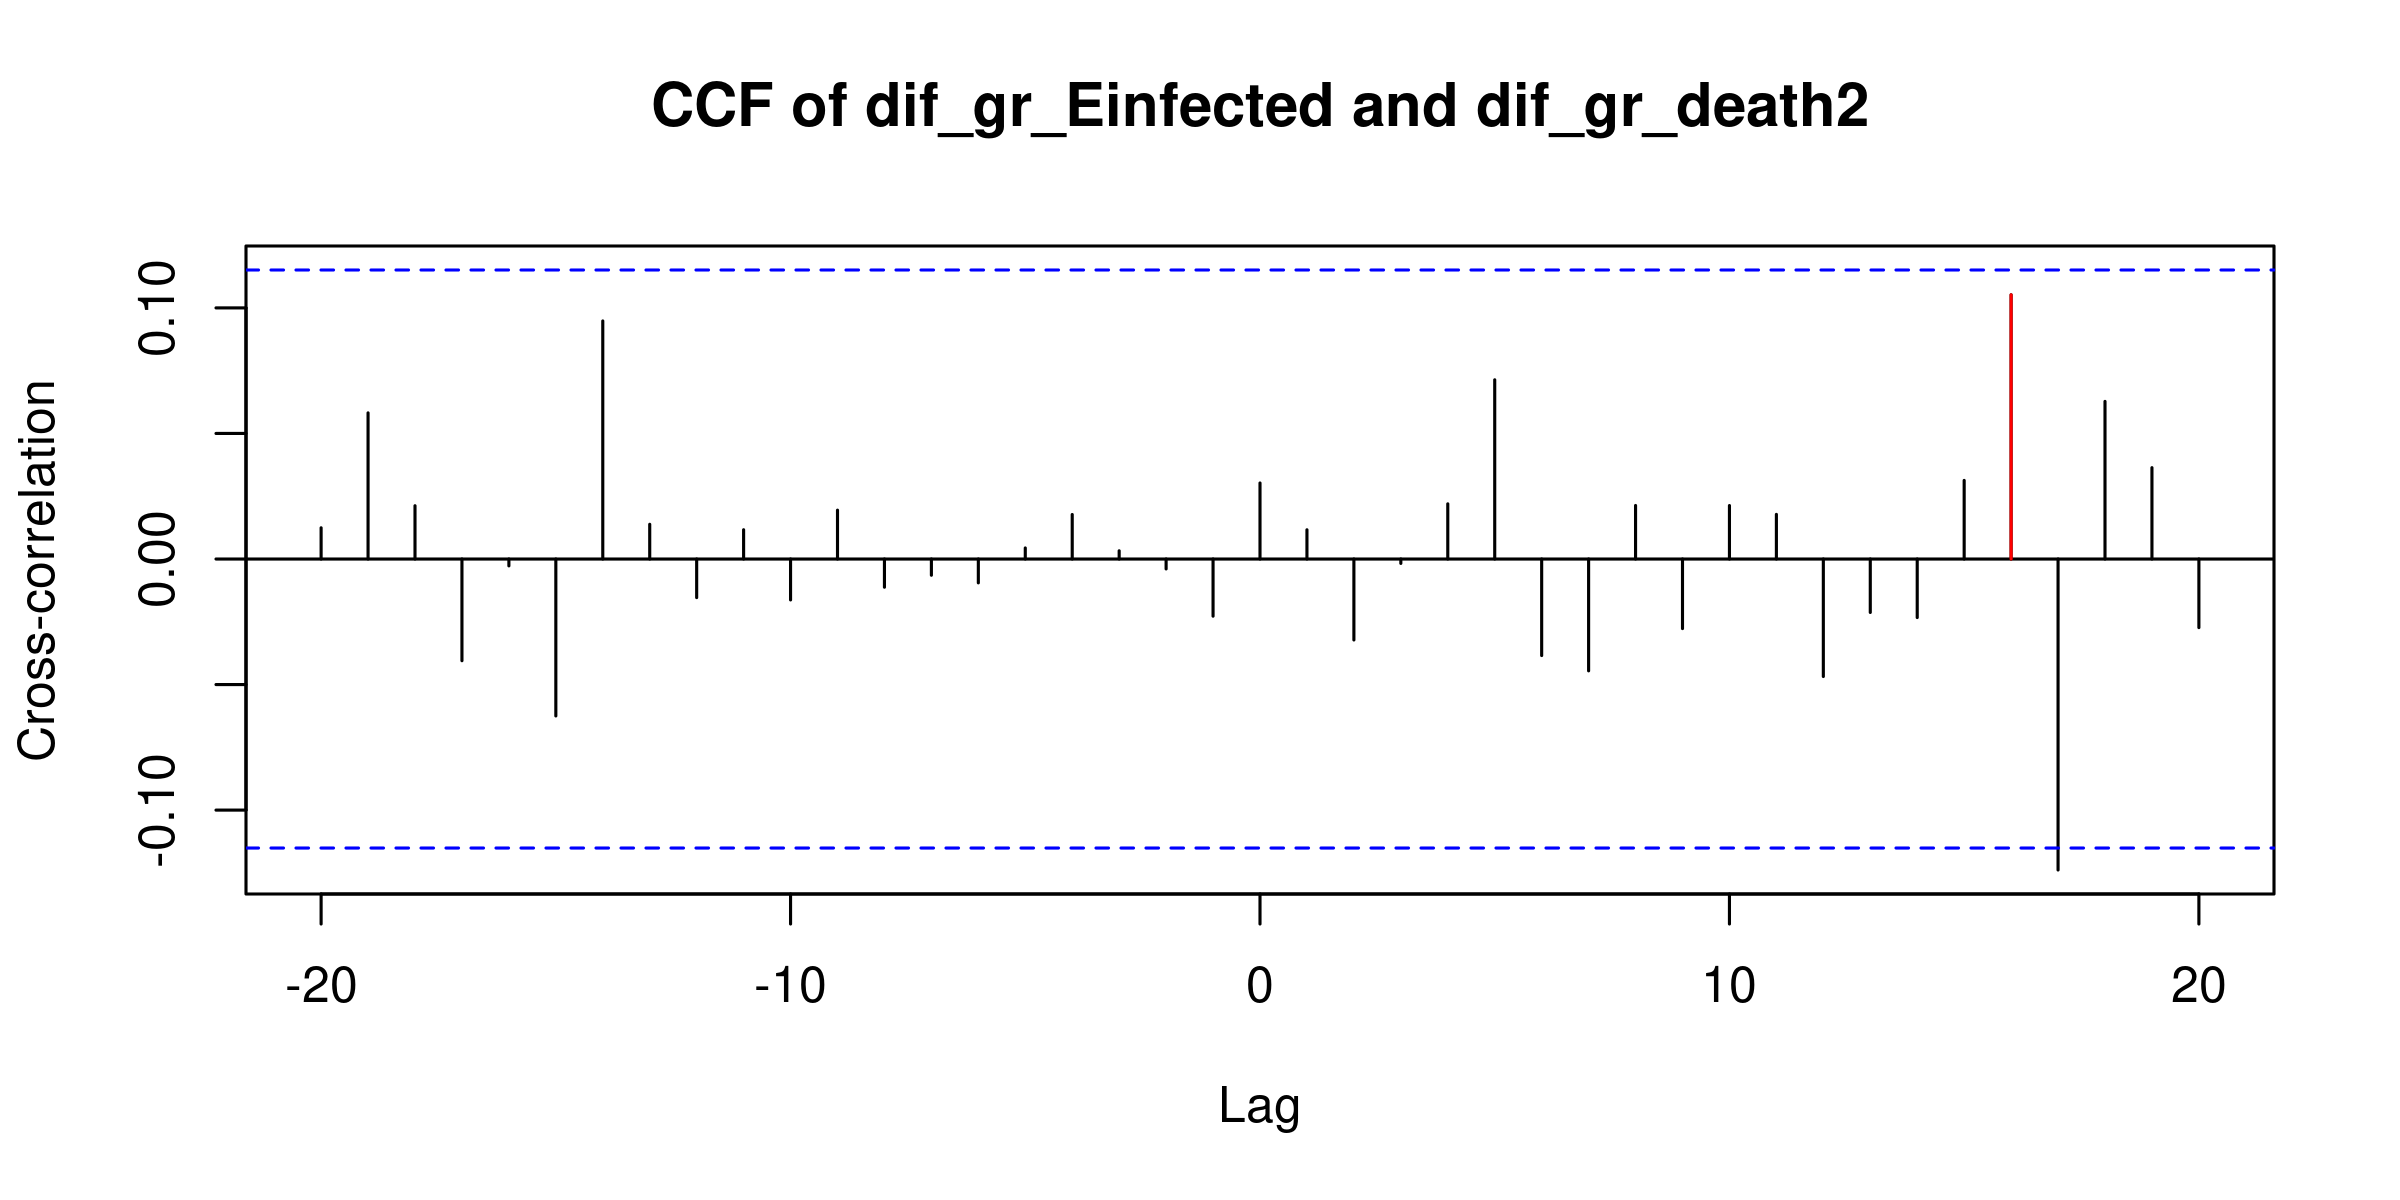 CCF of dif_gr_Einfected and dif_gr_death2
0.10
0.00
-0.10
Cross-correlation
-20 -10 0 10 20
Lag